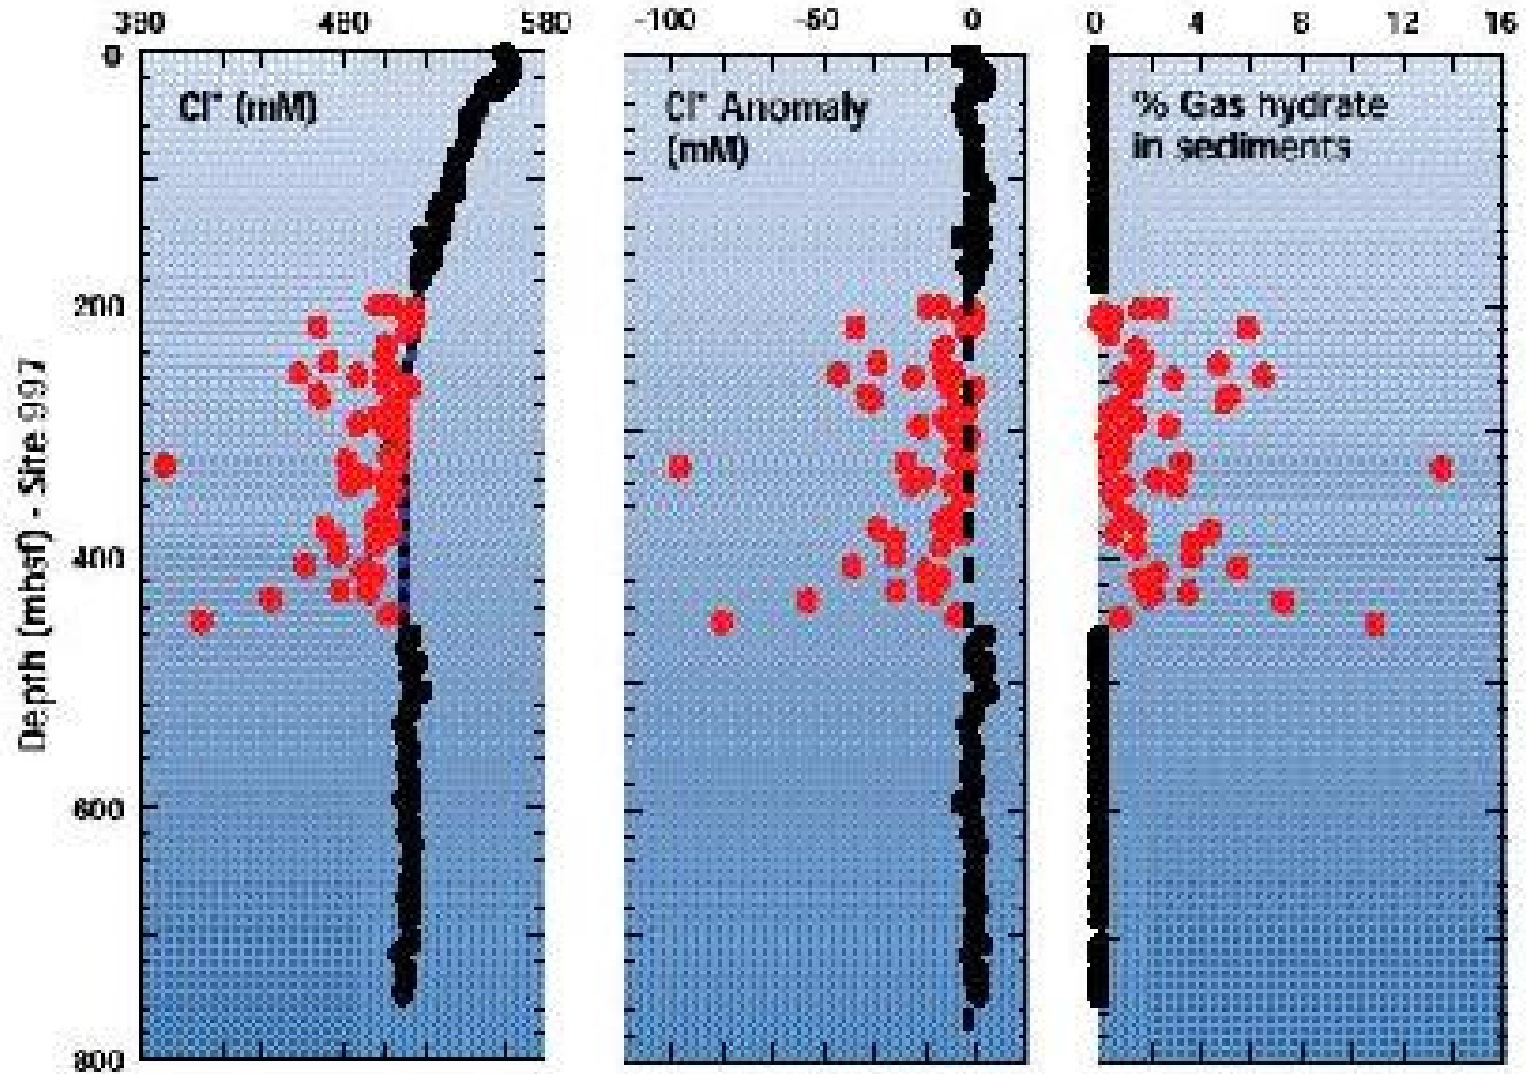 380 480 580
-100 -50 0
0 4 8 12 16
Cl⁻ (mM)
Cl⁻ Anomaly
(mM)
% Gas hydrate
in sediments
0
200
400
600
800
Depth (mbsf) - Site 997